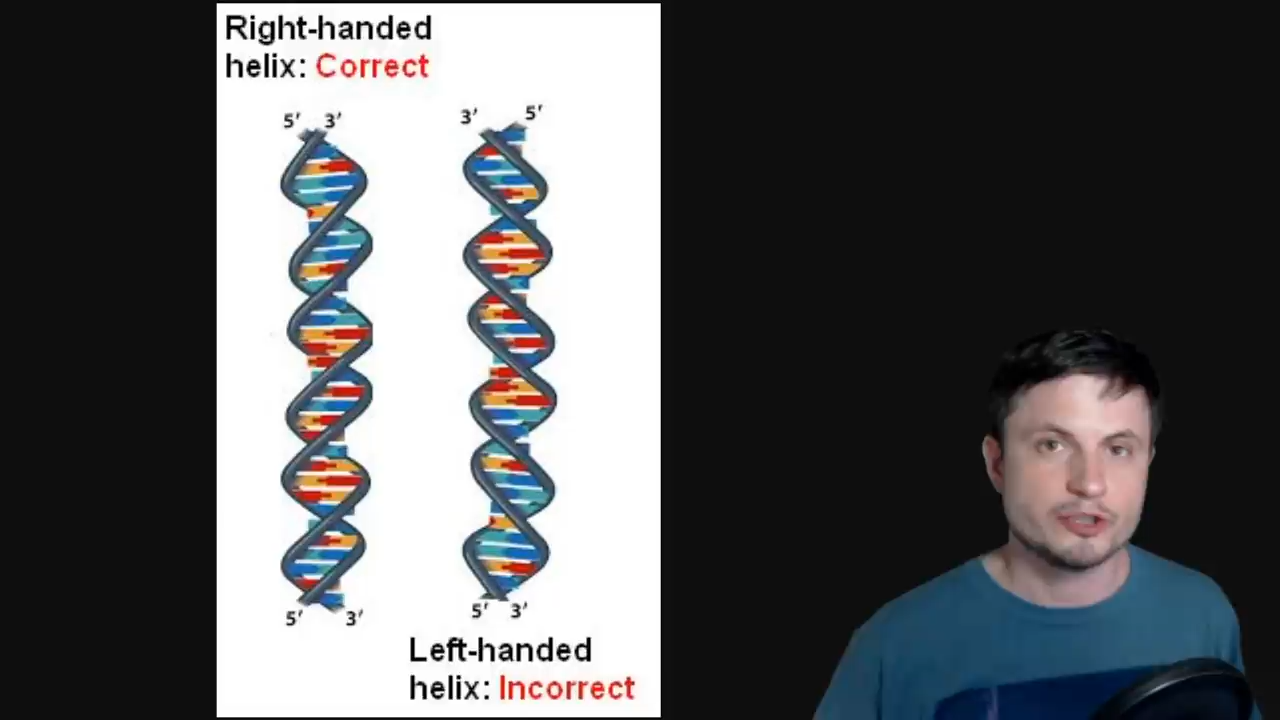 Right-handed
helix: Correct
5′ 3′
3′ 5′
5′ 3′
5′ 3′
Left-handed
helix: Incorrect